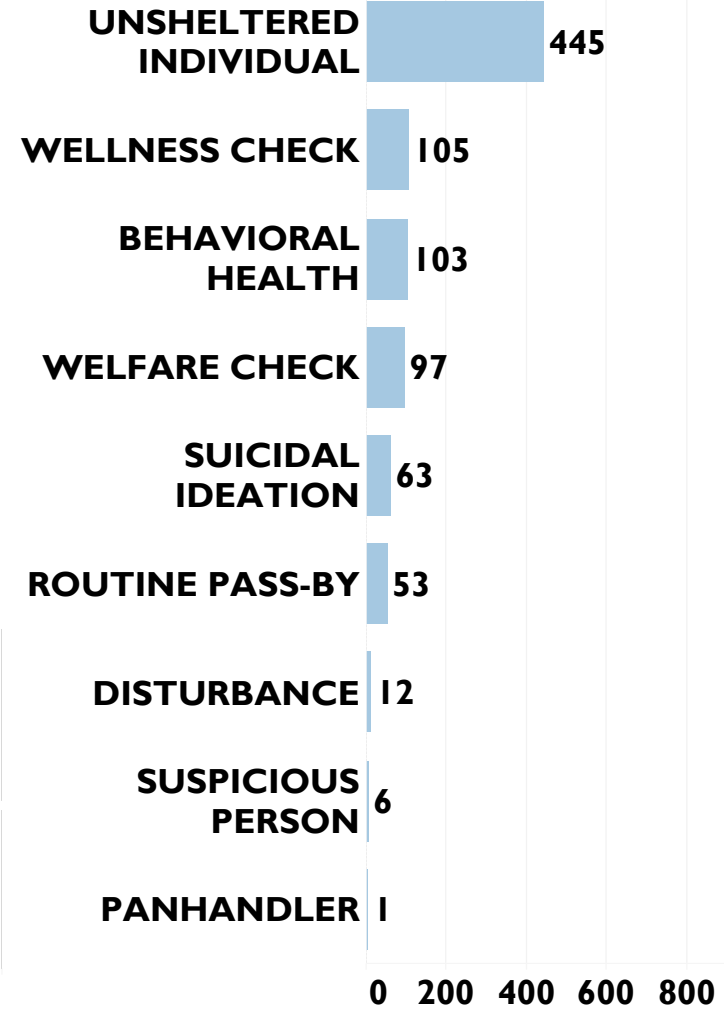 UNSHELTERED
INDIVIDUAL
445
WELLNESS CHECK
105
BEHAVIORAL
HEALTH
103
WELFARE CHECK
97
SUICIDAL
IDEATION
63
ROUTINE PASS-BY
53
DISTURBANCE
12
SUSPICIOUS
PERSON
6
PANHANDLER
1
0 200 400 600 800